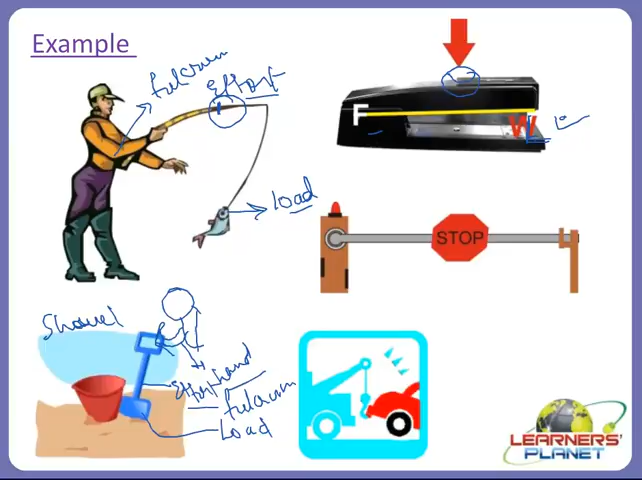 Example
fulcrum
Effort
load
F
W
L
STOP
Shovel
Effort hand
fulcrum
Load
LEARNERS'
PLANET